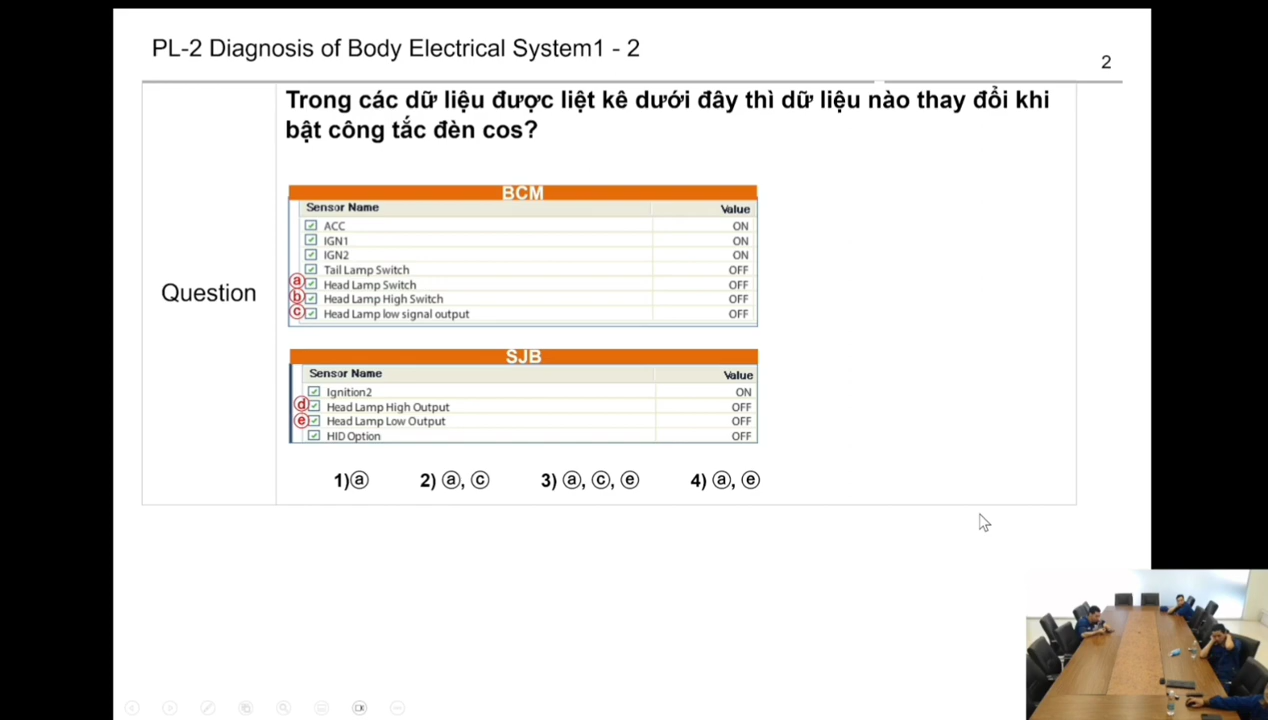 PL-2 Diagnosis of Body Electrical System1 - 2
2
Question
Trong các dữ liệu được liệt kê dưới đây thì dữ liệu nào thay đổi khi
bật công tắc đèn cos?
BCM
Sensor Name Value
ACC ON
IGN1 ON
IGN2 ON
Tail Lamp Switch OFF
ⓐ Head Lamp Switch OFF
ⓑ Head Lamp High Switch OFF
ⓒ Head Lamp low signal output OFF
SJB
Sensor Name Value
Ignition2 ON
ⓓ Head Lamp High Output OFF
ⓔ Head Lamp Low Output OFF
HID Option OFF
1)ⓐ 2) ⓐ, ⓒ 3) ⓐ, ⓒ, ⓔ 4) ⓐ, ⓔ